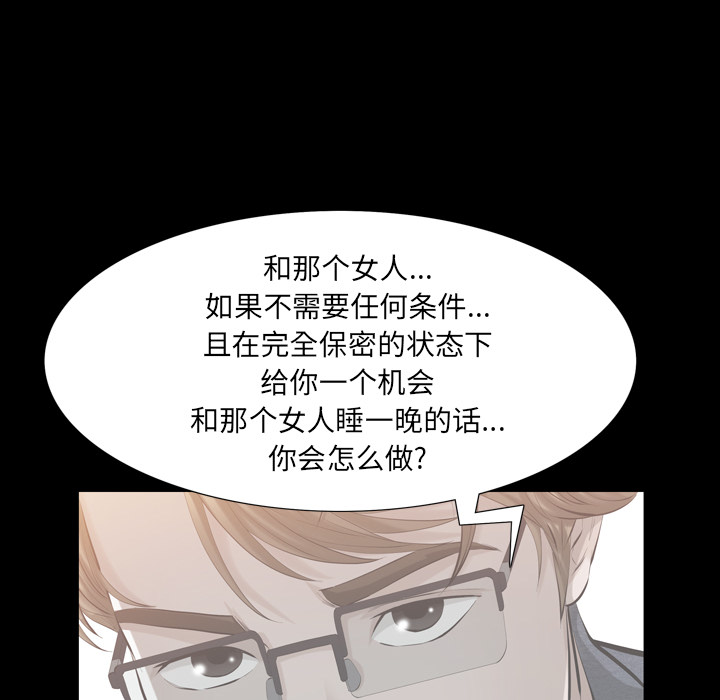 和那个女人...
如果不需要任何条件...
且在完全保密的状态下
给你一个机会
和那个女人睡一晚的话...
你会怎么做?